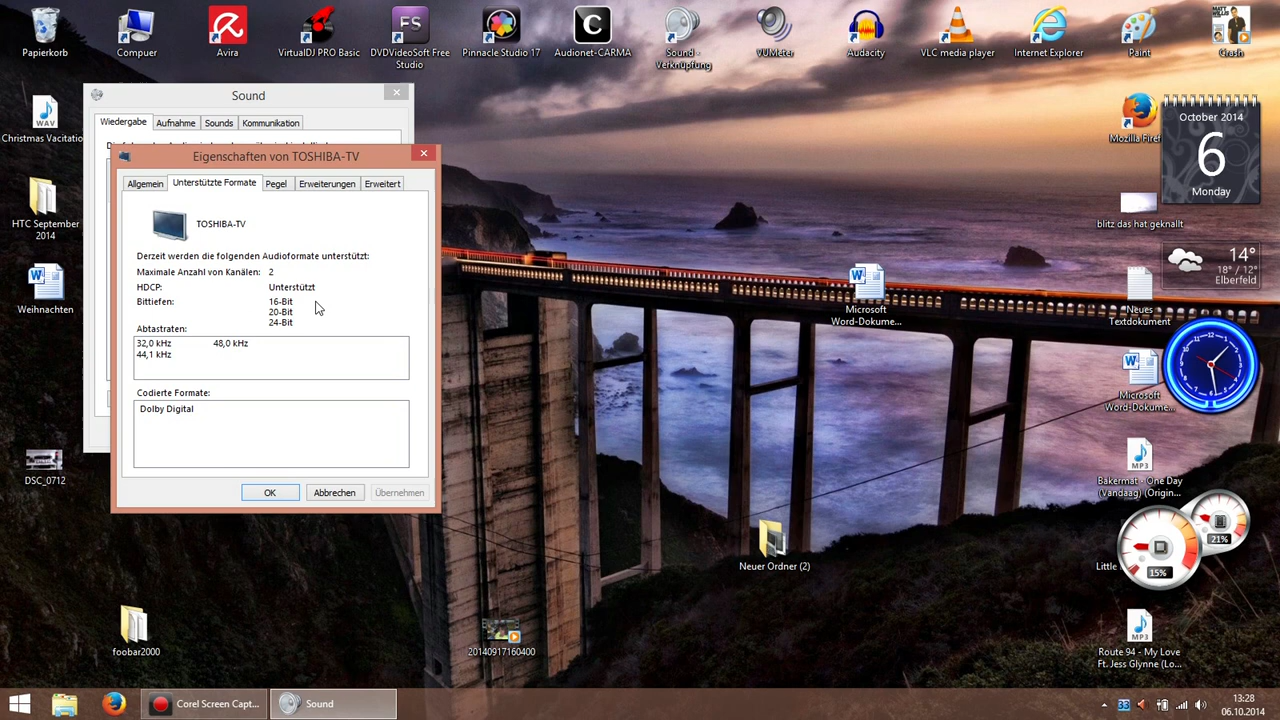 Papierkorb
Compuer
Avira
VirtualDJ PRO Basic
DVDVideoSoft Free
Studio
Pinnacle Studio 17
Audionet-CARMA
Sound -
Verknüpfung
VUMeter
Audacity
VLC media player
Internet Explorer
Paint
Crash
FS
C
MATT
WAV
Christmas Vacitatio
HTC September
2014
Weihnachten
DSC_0712
foobar2000
Sound
Wiedergabe
Aufnahme
Sounds
Kommunikation
Eigenschaften von TOSHIBA-TV
Allgemein
Unterstützte Formate
Pegel
Erweiterungen
Erweitert
TOSHIBA-TV
Derzeit werden die folgenden Audioformate unterstützt:
Maximale Anzahl von Kanälen: 2
HDCP: Unterstützt
Bittiefen: 16-Bit
20-Bit
24-Bit
Abtastraten:
32,0 kHz 48,0 kHz
44,1 kHz
Codierte Formate:
Dolby Digital
OK
Abbrechen
Übernehmen
Microsoft
Word-Dokume...
Neuer Ordner (2)
20140917160400
Mozilla Firef
October 2014
6
Monday
blitz das hat geknallt
14°
18° / 12°
Elberfeld
Neues
Textdokument
Microsoft
Word-Dokume...
MP3
Bakermat - One Day
(Vandaag) (Origin...
21%
15%
Little
MP3
Route 94 - My Love
Ft. Jess Glynne (Lo...
Corel Screen Capt...
Sound
33
13:28
06.10.2014